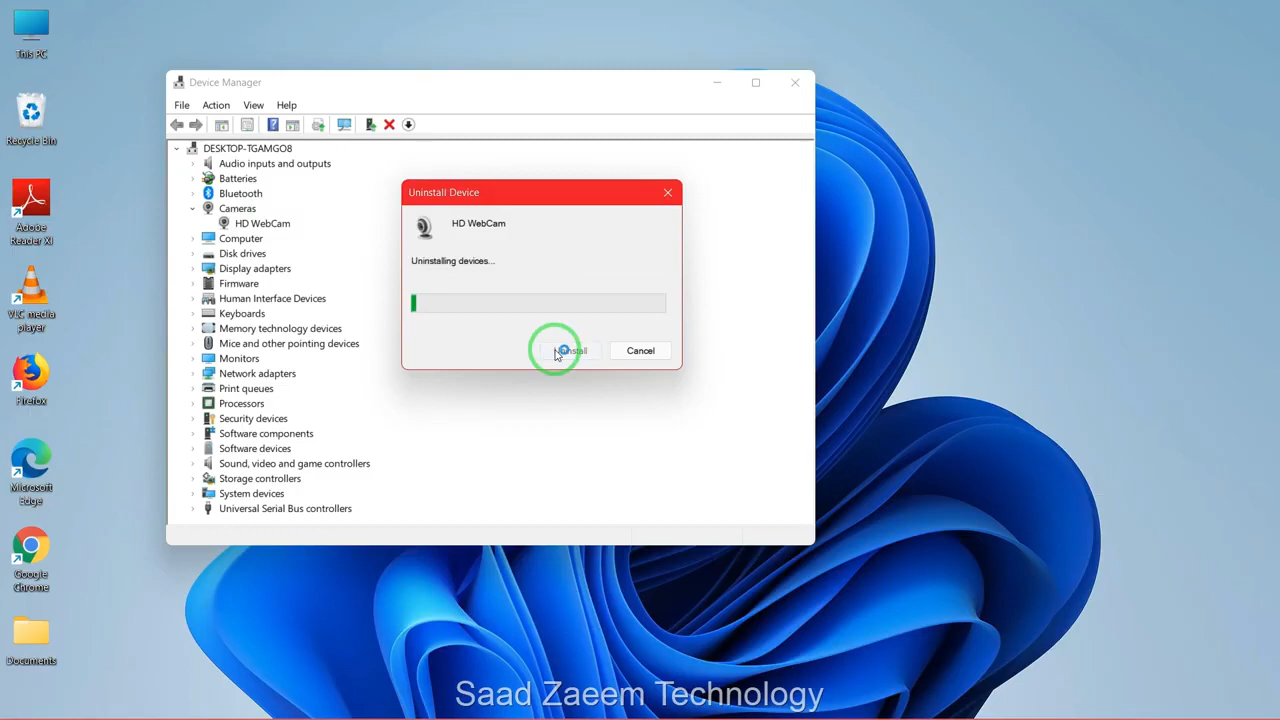 This PC
Recycle Bin
Adobe
Reader XI
VLC media
player
Firefox
Microsoft
Edge
Google
Chrome
Documents
Device Manager
File Action View Help
DESKTOP-TGAMGO8
Audio inputs and outputs
Batteries
Bluetooth
Cameras
HD WebCam
Computer
Disk drives
Display adapters
Firmware
Human Interface Devices
Keyboards
Memory technology devices
Mice and other pointing devices
Monitors
Network adapters
Print queues
Processors
Security devices
Software components
Software devices
Sound, video and game controllers
Storage controllers
System devices
Universal Serial Bus controllers
Uninstall Device
HD WebCam
Uninstalling devices...
Cancel
Saad Zaeem Technology